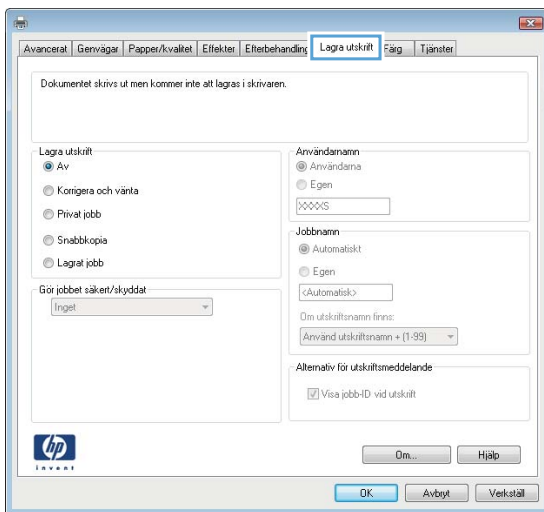 Avancerat Genvägar Papper/kvalitet Effekter Efterbehandling Lagra utskrift Färg Tjänster
Dokumentet skrivs ut men kommer inte att lagras i skrivaren.
Lagra utskrift
Av
Korrigera och vänta
Privat jobb
Snabbkopia
Lagrat jobb
Gör jobbet säkert/skyddat
Inget
Användarnamn
Användarna
Egen
XXXXS
Jobbnamn
Automatiskt
Egen
<Automatisk>
Om utskriftsnamn finns:
Använd utskriftsnamn + (1-99)
Alternativ för utskriftsmeddelande
Visa jobb-ID vid utskrift
hp
invent
Om... Hjälp
OK Avbryt Verkställ